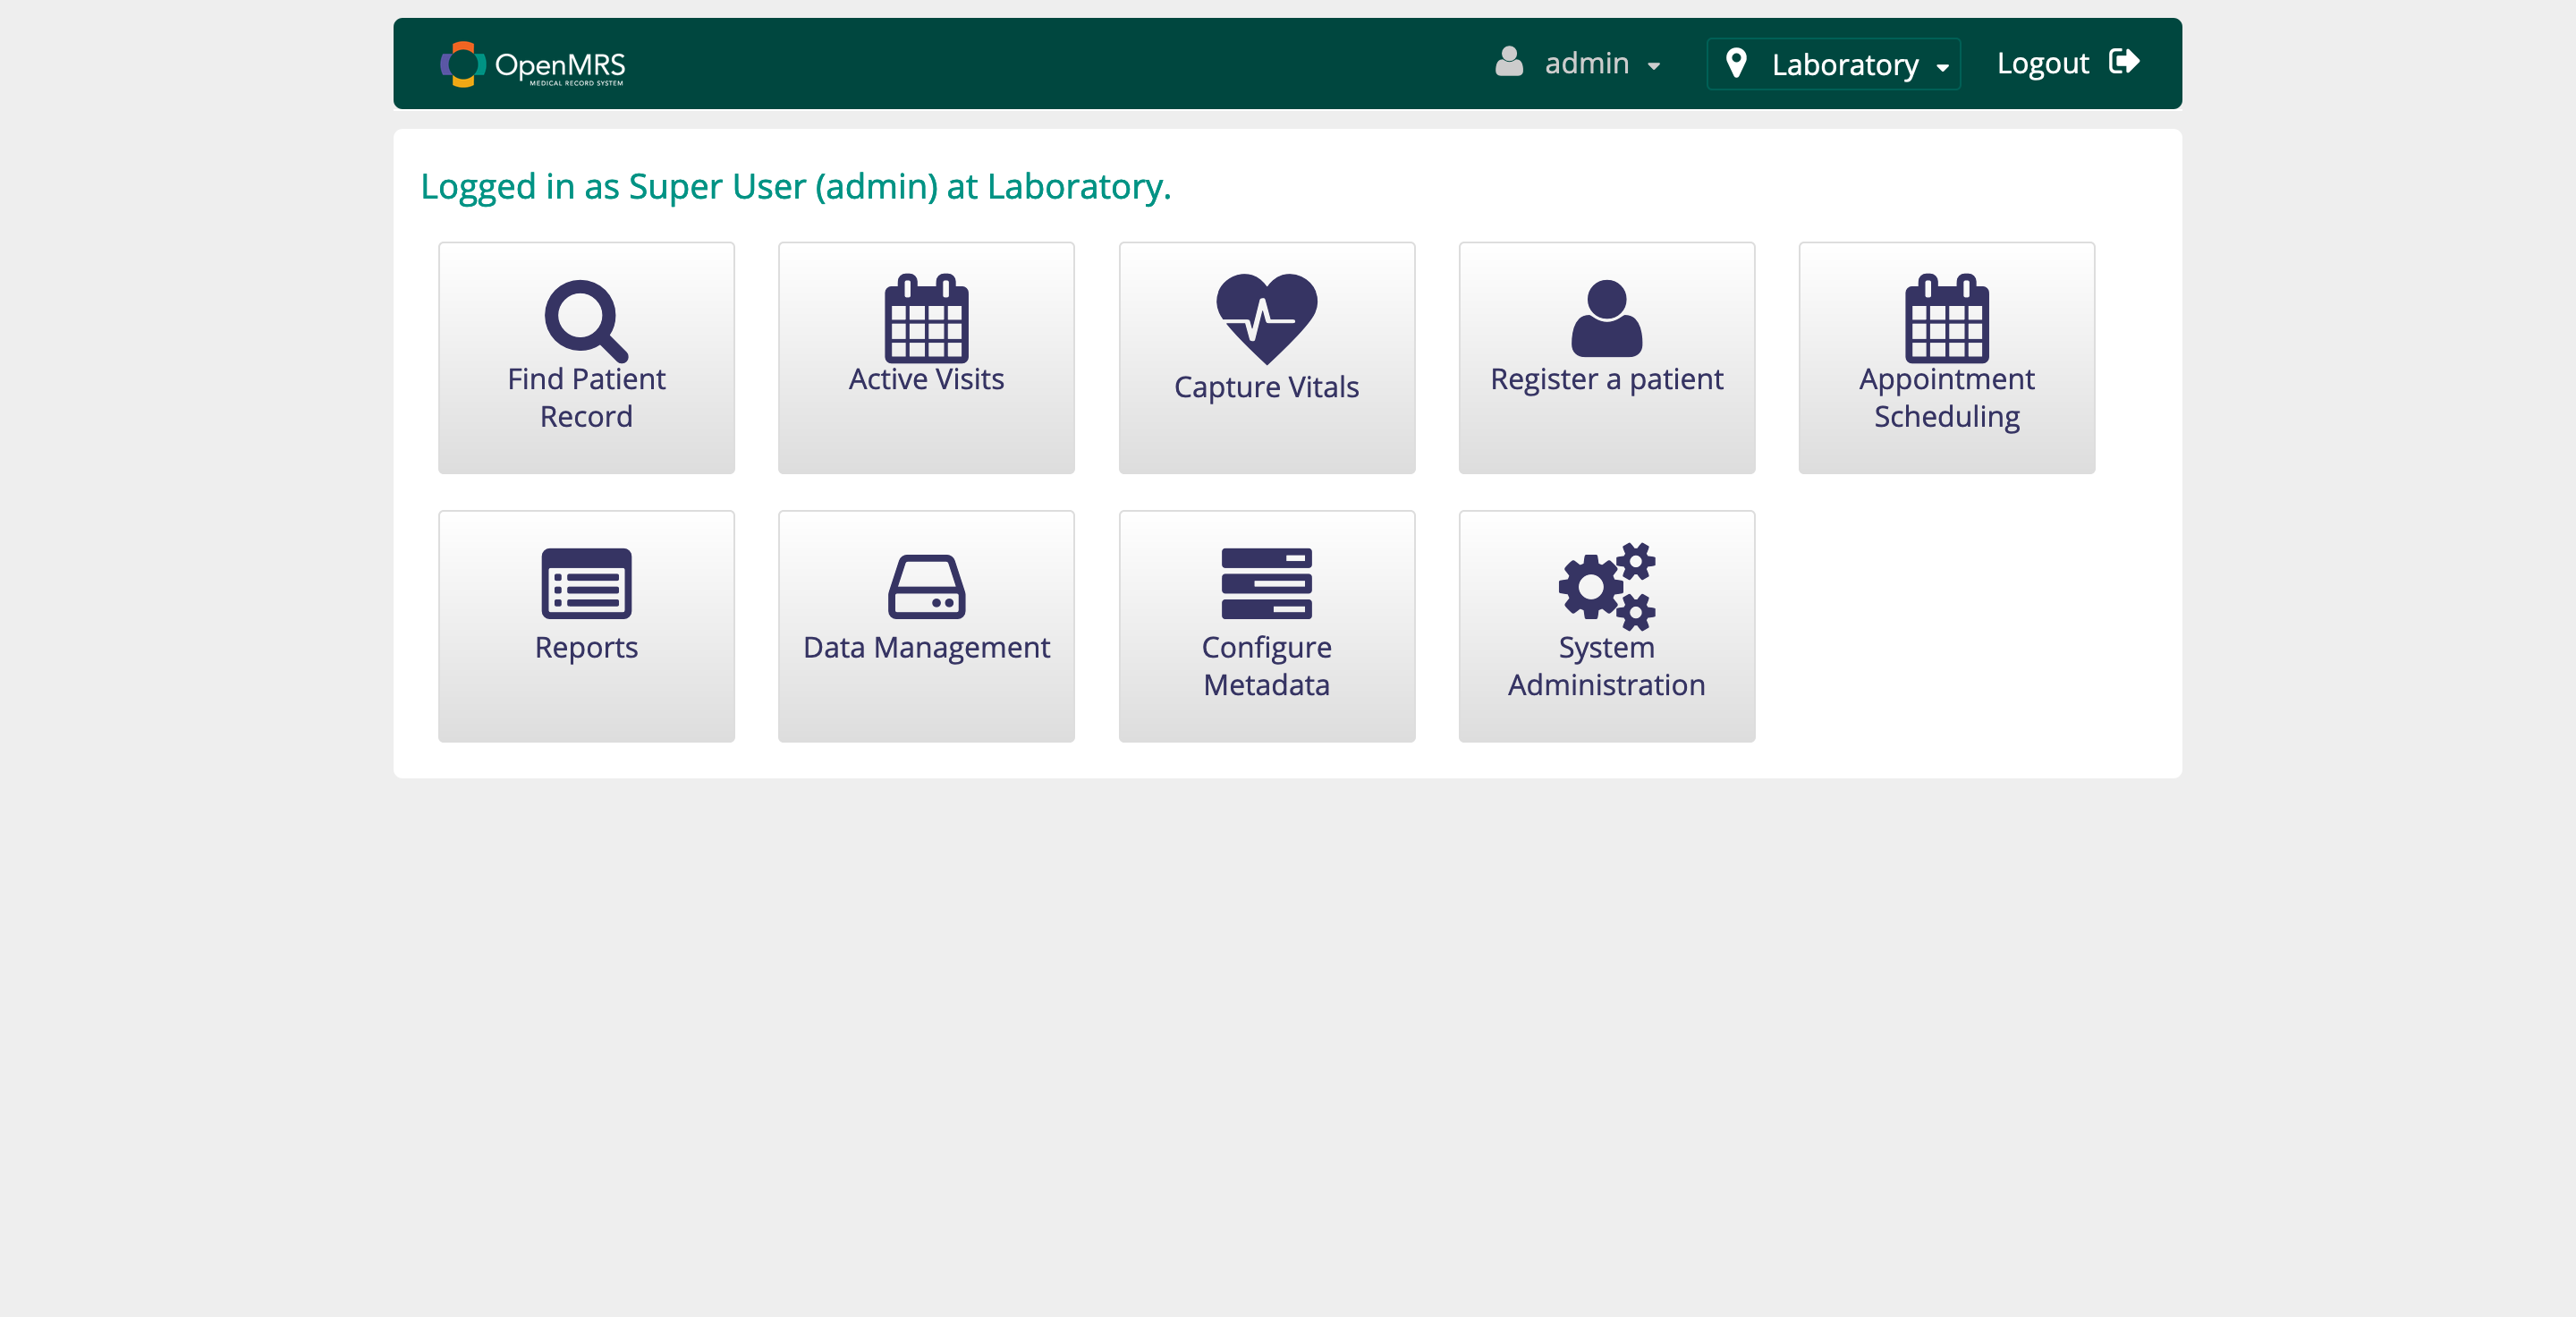 OpenMRS
MEDICAL RECORD SYSTEM
admin
Laboratory
Logout
Logged in as Super User (admin) at Laboratory.
Find Patient
Record
Active Visits
Capture Vitals
Register a patient
Appointment
Scheduling
Reports
Data Management
Configure
Metadata
System
Administration